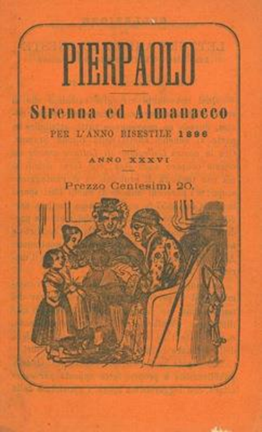 PIERPAOLO
Strenna ed Almanacco
PER L'ANNO BISESTILE 1896
ANNO XXXVI
Prezzo Centesimi 20.